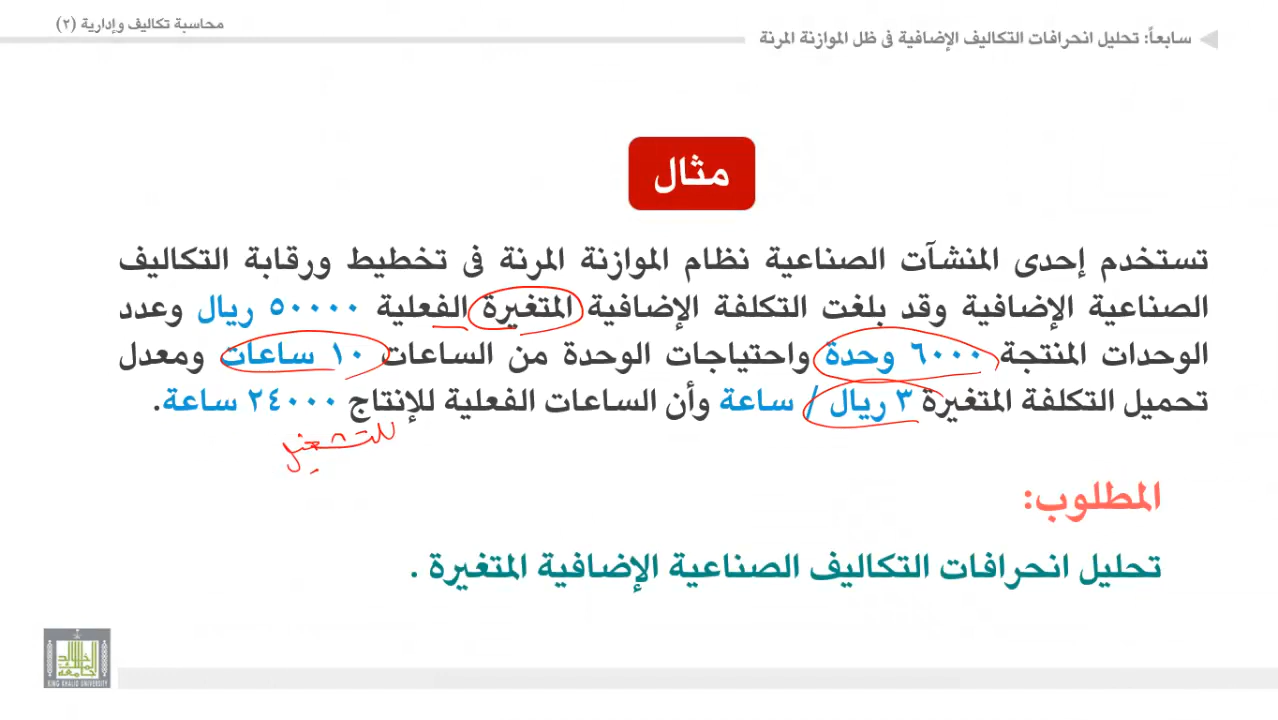 محاسبة تكاليف وإدارية (٢)
سابعاً: تحليل انحرافات التكاليف الإضافية فى ظل الموازنة المرنة
مثال
تستخدم إحدى المنشآت الصناعية نظام الموازنة المرنة فى تخطيط ورقابة التكاليف
الصناعية الإضافية وقد بلغت التكلفة الإضافية المتغيرة الفعلية ٥٠٠٠٠ ريال وعدد
الوحدات المنتجة ٦٠٠٠ وحدة واحتياجات الوحدة من الساعات ١٠ ساعات ومعدل
تحميل التكلفة المتغيرة ٣ ريال / ساعة وأن الساعات الفعلية للإنتاج ٢٤٠٠٠ ساعة.
للتشغيل
المطلوب:
تحليل انحرافات التكاليف الصناعية الإضافية المتغيرة .
KING KHALID UNIVERSITY